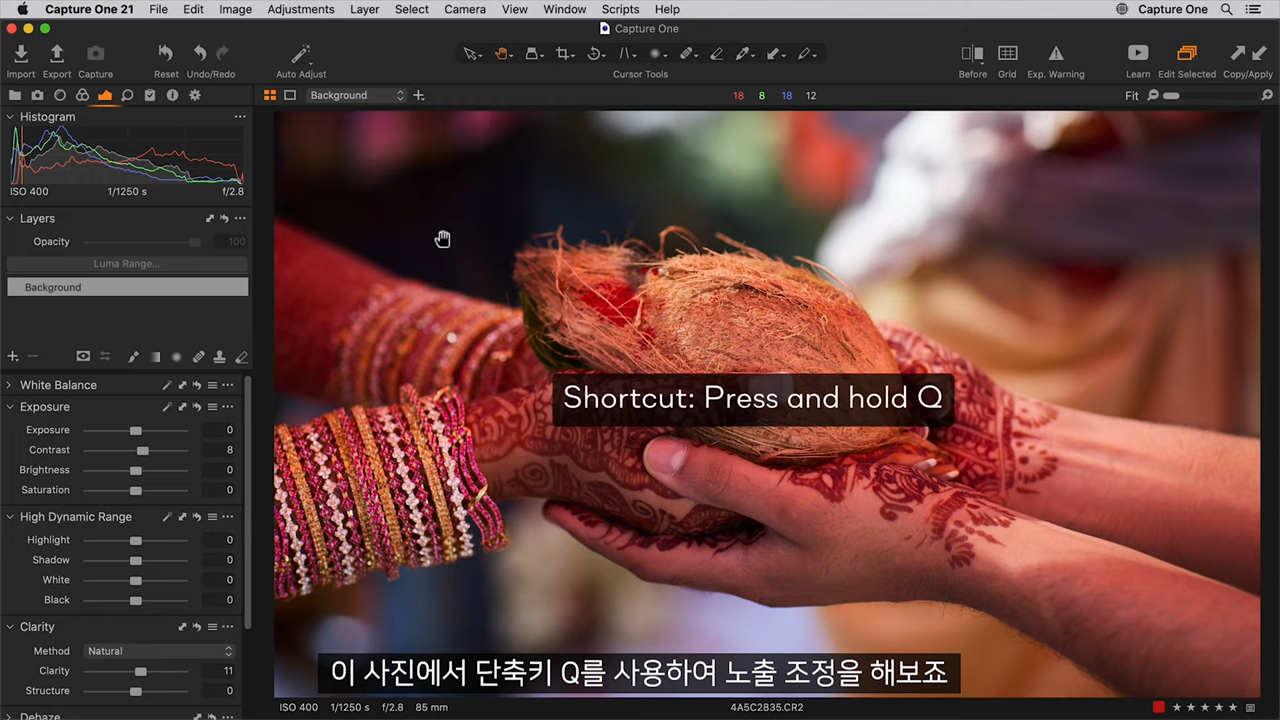 Capture One 21 File Edit Image Adjustments Layer Select Camera View Window Scripts Help Capture One
Capture One
Import Export Capture Reset Undo/Redo Auto Adjust Cursor Tools Before Grid Exp. Warning Learn Edit Selected Copy/Apply
Background 18 8 18 12 Fit
Histogram
ISO 400 1/1250 s f/2.8
Layers
Opacity 100
Luma Range...
Background
White Balance
Exposure
Exposure 0
Contrast 8
Brightness 0
Saturation 0
High Dynamic Range
Highlight 0
Shadow 0
White 0
Black 0
Clarity
Method Natural
Clarity 11
Structure 0
Dehaze
Shortcut: Press and hold Q
이 사진에서 단축키 Q를 사용하여 노출 조정을 해보죠
ISO 400 1/1250 s f/2.8 85 mm 4A5C2835.CR2